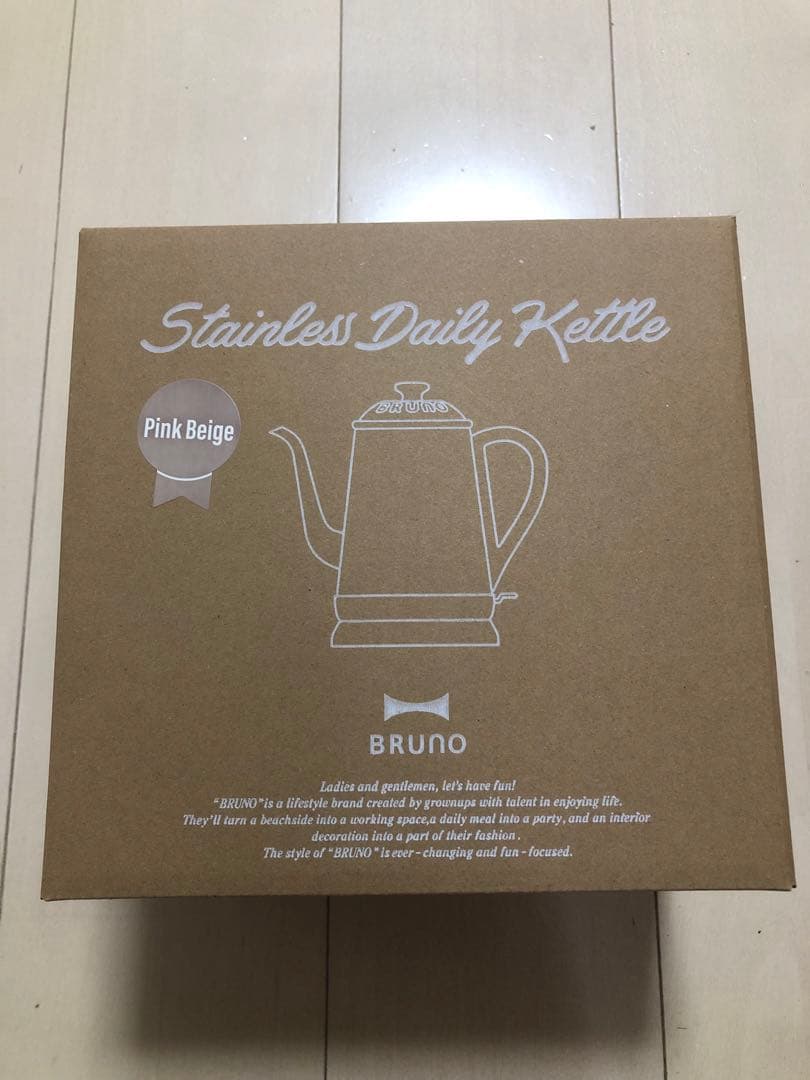 Stainless Daily Kettle
Pink Beige
BRUNO
BRUNO
Ladies and gentlemen, let's have fun!
"BRUNO" is a lifestyle brand created by grownups with talent in enjoying life.
They'll turn a beachside into a working space,a daily meal into a party, and an interior
decoration into a part of their fashion .
The style of "BRUNO" is ever - changing and fun - focused.